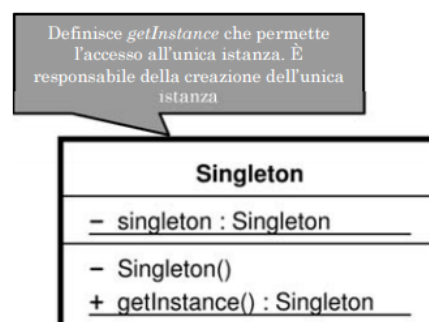 Definisce getInstance che permette
l'accesso all'unica istanza. È
responsabile della creazione dell'unica
istanza
Singleton
– singleton : Singleton
– Singleton()
+ getInstance() : Singleton